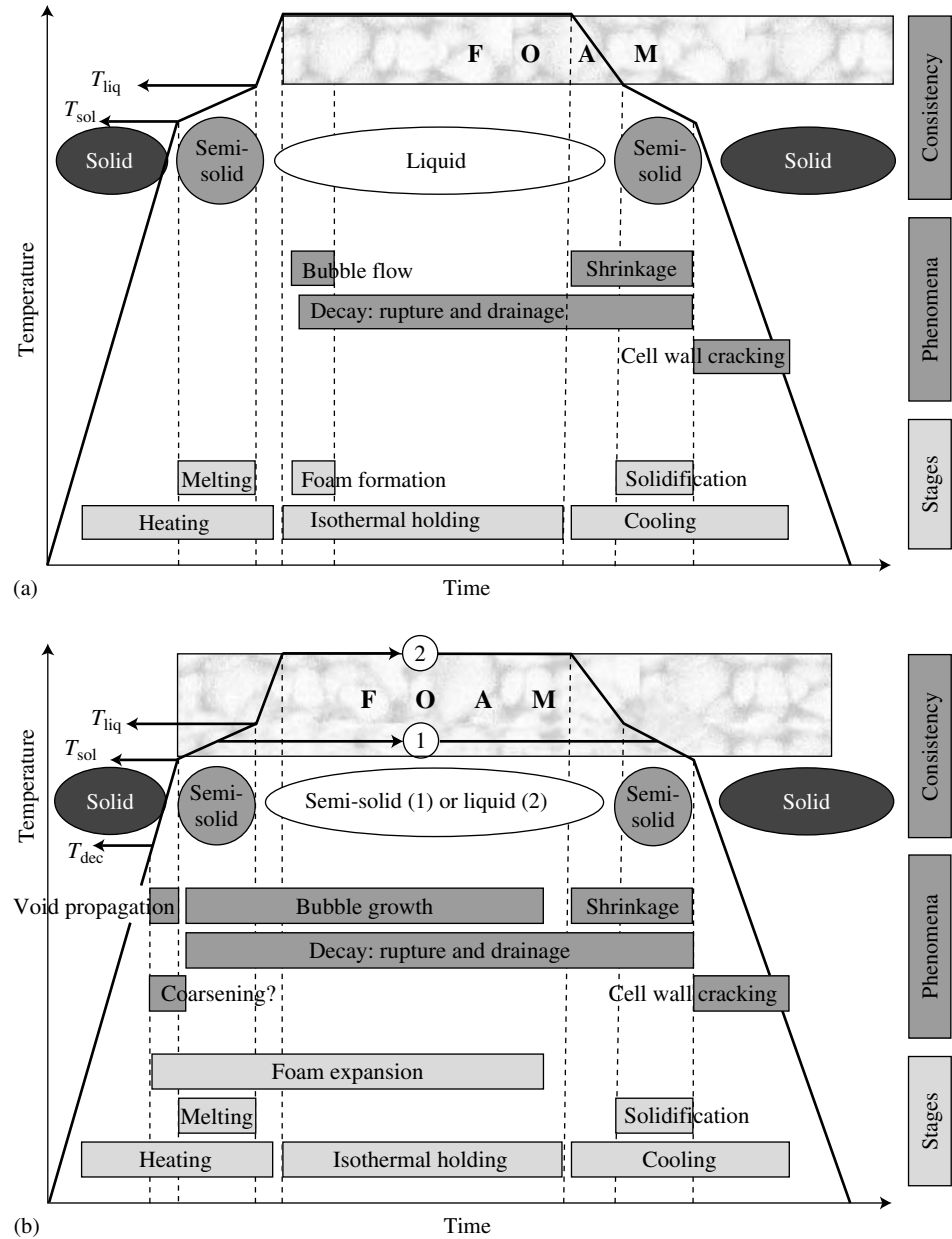 F O A M
T_liq
T_sol
Solid
Semi-
solid
Liquid
Semi-
solid
Solid
Consistency
Temperature
Bubble flow
Shrinkage
Decay: rupture and drainage
Cell wall cracking
Phenomena
Melting
Foam formation
Solidification
Heating
Isothermal holding
Cooling
Stages
(a)
Time
2
F O A M
T_liq
1
T_sol
Solid
Semi-
solid
Semi-solid (1) or liquid (2)
Semi-
solid
Solid
Consistency
Temperature
T_dec
Void propagation
Bubble growth
Shrinkage
Decay: rupture and drainage
Coarsening?
Cell wall cracking
Phenomena
Foam expansion
Melting
Solidification
Heating
Isothermal holding
Cooling
Stages
(b)
Time